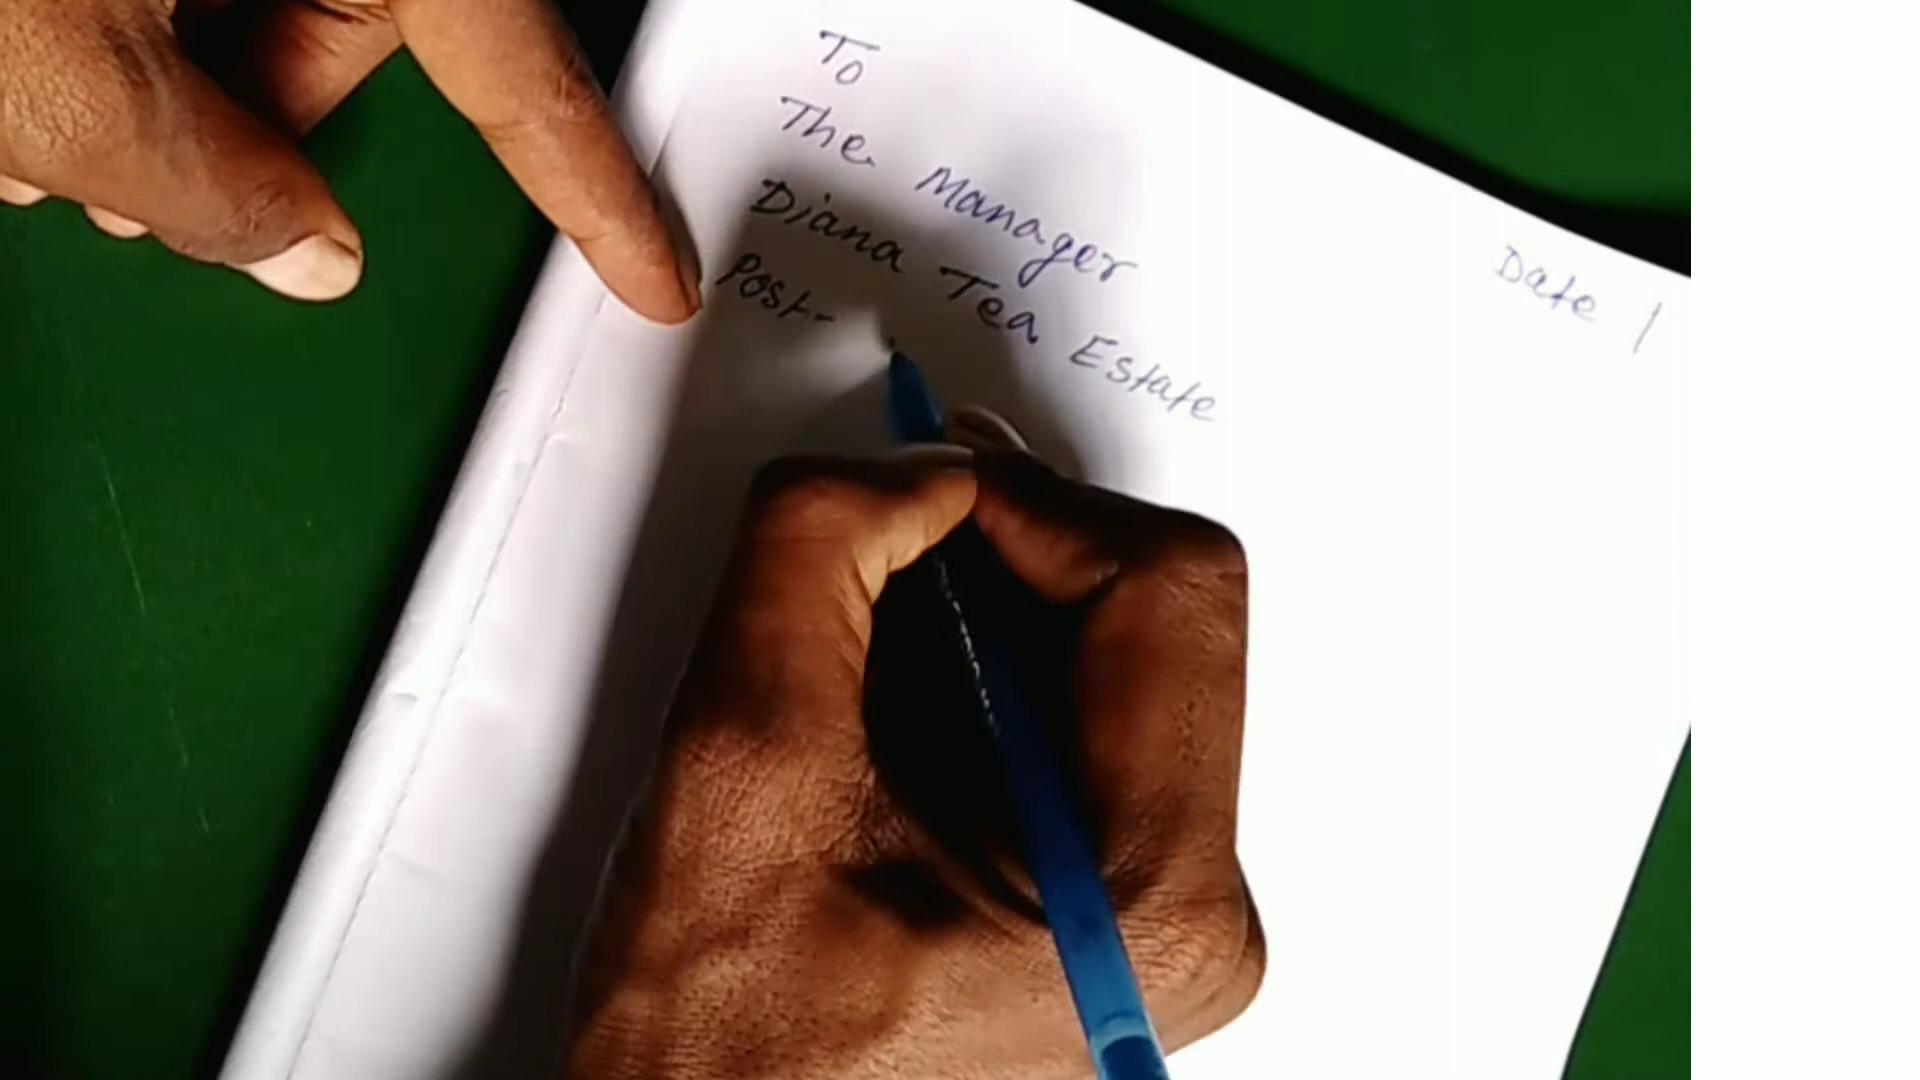 To
The Manager
Date /
Diana Tea Estate
Post-